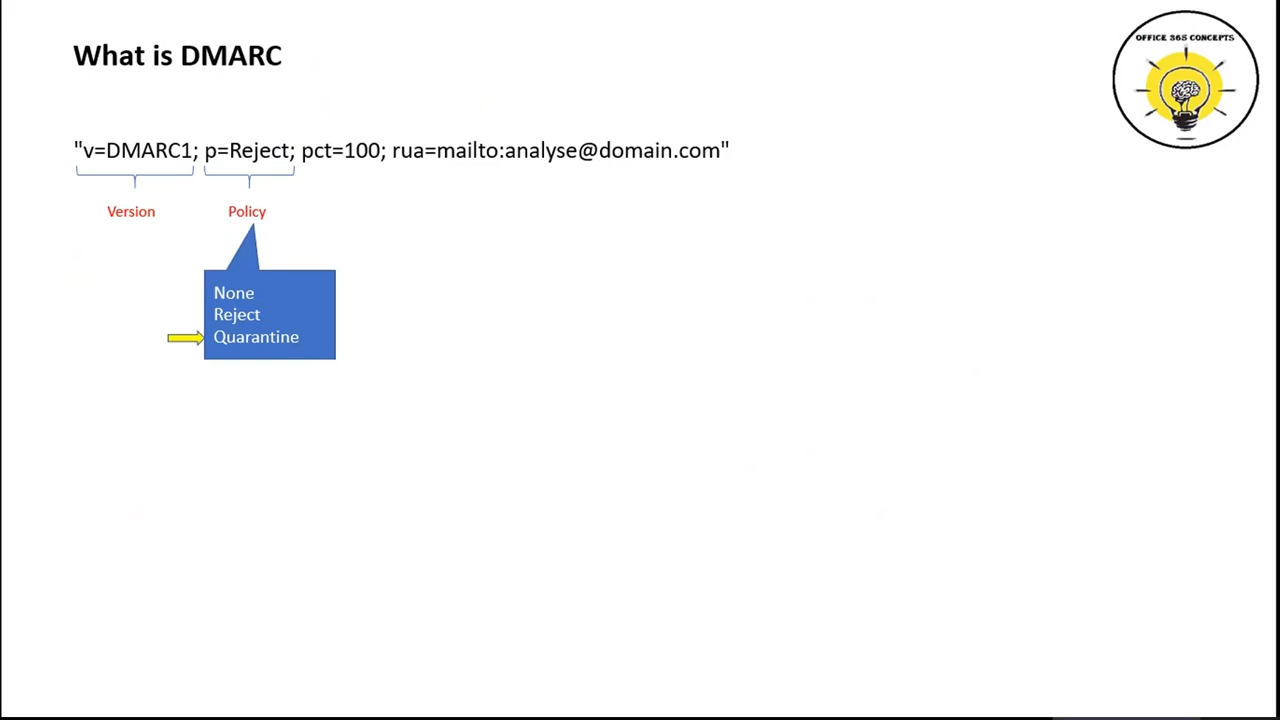 What is DMARC
OFFICE 365 CONCEPTS
"v=DMARC1; p=Reject; pct=100; rua=mailto:analyse@domain.com"
Version
Policy
None
Reject
Quarantine